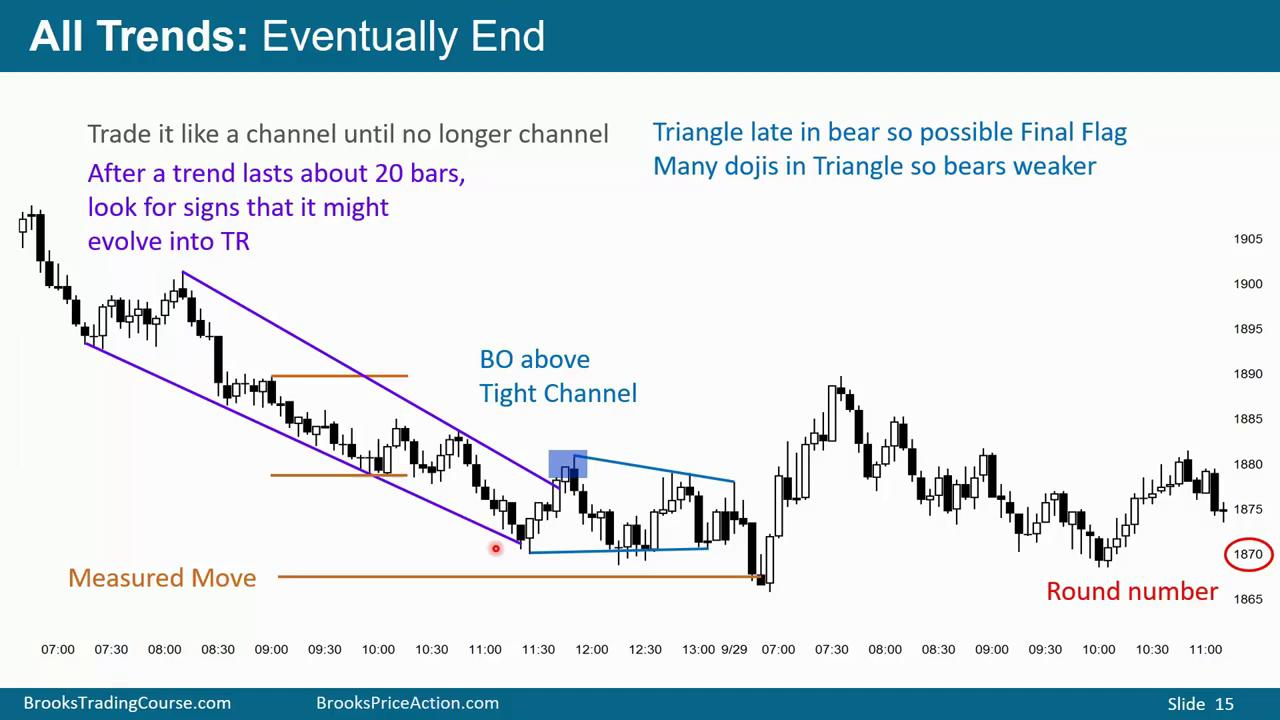 All Trends: Eventually End
Trade it like a channel until no longer channel
After a trend lasts about 20 bars,
look for signs that it might
evolve into TR
Triangle late in bear so possible Final Flag
Many dojis in Triangle so bears weaker
BO above
Tight Channel
Measured Move
Round number
1905
1900
1895
1890
1885
1880
1875
1870
1865
07:00 07:30 08:00 08:30 09:00 09:30 10:00 10:30 11:00 11:30 12:00 12:30 13:00 9/29 07:00 07:30 08:00 08:30 09:00 09:30 10:00 10:30 11:00
BrooksTradingCourse.com BrooksPriceAction.com Slide 15